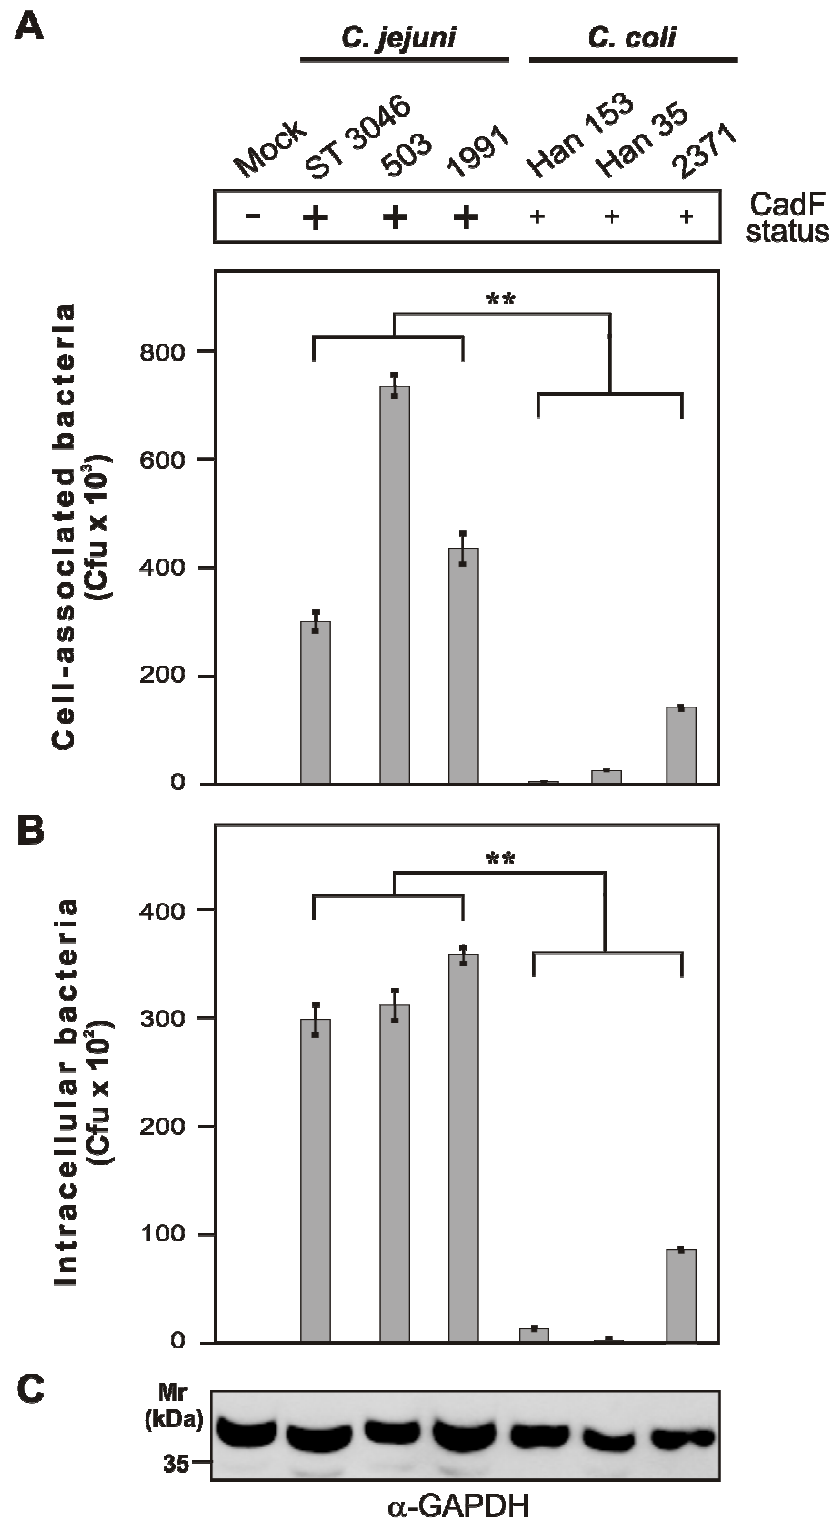 A
C. jejuni C. coli
Mock ST 3046 503 1991 Han 153 Han 35 2371
- + + + + + + CadF
status
**
Cell-associated bacteria
(Cfu x 10³)
800
600
400
200
0
B
**
Intracellular bacteria
(Cfu x 10²)
400
300
200
100
0
C
Mr
(kDa)
35
α-GAPDH